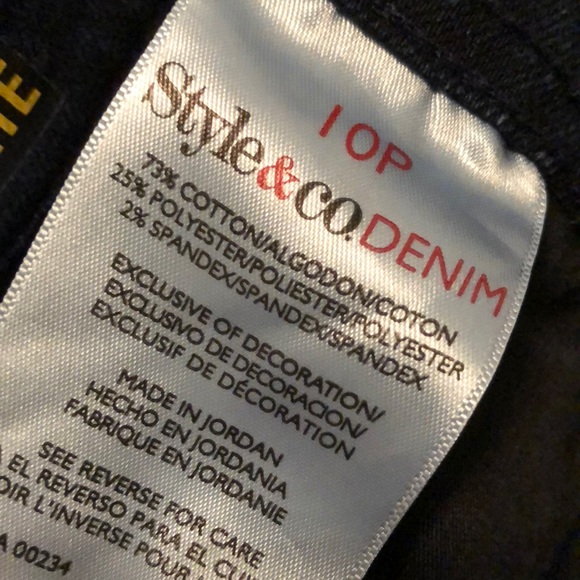 10P
Style&co.DENIM
73% COTTON/ALGODON/COTON
25% POLYESTER/POLIESTER/POLYESTER
2% SPANDEX/SPANDEX/SPANDEX
EXCLUSIVE OF DECORATION/
EXCLUSIVO DE DECORACION/
EXCLUSIF DE DÉCORATION
MADE IN JORDAN
HECHO EN JORDANIA
FABRIQUE EN JORDANIE
SEE REVERSE FOR CARE
EL REVERSO PARA EL
L'INVERSE POUR
00234